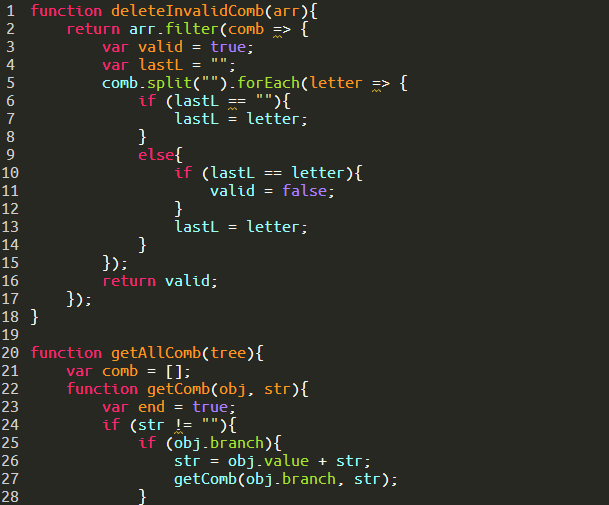 1 function deleteInvalidComb(arr){
2     return arr.filter(comb => {
3         var valid = true;
4         var lastL = "";
5         comb.split("").forEach(letter => {
6             if (lastL == ""){
7                 lastL = letter;
8             }
9             else{
10                 if (lastL == letter){
11                     valid = false;
12                 }
13                 lastL = letter;
14             }
15         });
16         return valid;
17     });
18 }
19
20 function getAllComb(tree){
21     var comb = [];
22     function getComb(obj, str){
23         var end = true;
24         if (str != ""){
25             if (obj.branch){
26                 str = obj.value + str;
27                 getComb(obj.branch, str);
28             }